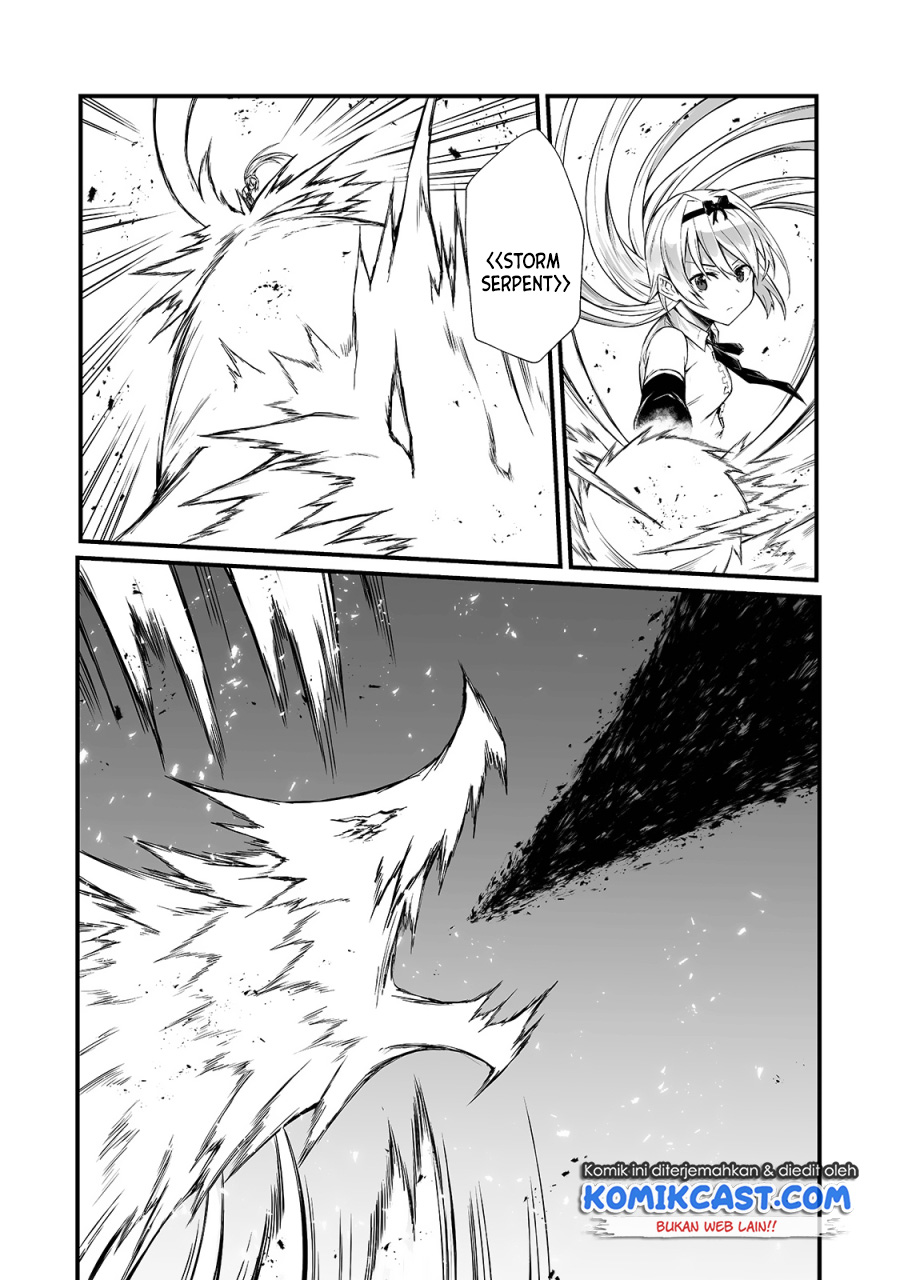 <<STORM
SERPENT>>
Komik ini diterjemahkan & diedit oleh
KOMIKCAST.COM
BUKAN WEB LAIN!!